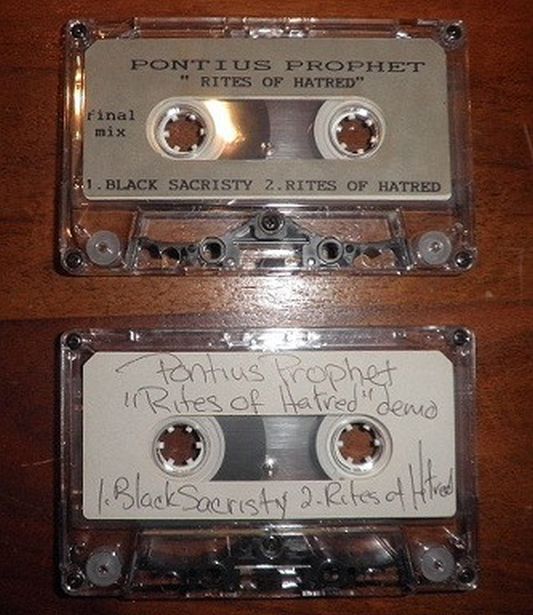 PONTIUS PROPHET
" RITES OF HATRED"
final
mix
1.BLACK SACRISTY 2.RITES OF HATRED
Pontius Prophet
"Rites of Hatred" demo
1. Black Sacristy 2. Rites of Hatred